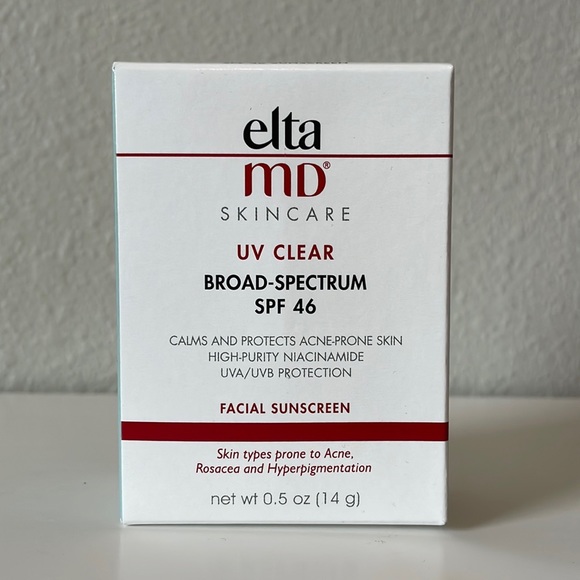 elta
MD®
SKINCARE
UV CLEAR
BROAD-SPECTRUM
SPF 46
CALMS AND PROTECTS ACNE-PRONE SKIN
HIGH-PURITY NIACINAMIDE
UVA/UVB PROTECTION
FACIAL SUNSCREEN
Skin types prone to Acne,
Rosacea and Hyperpigmentation
net wt 0.5 oz (14 g)